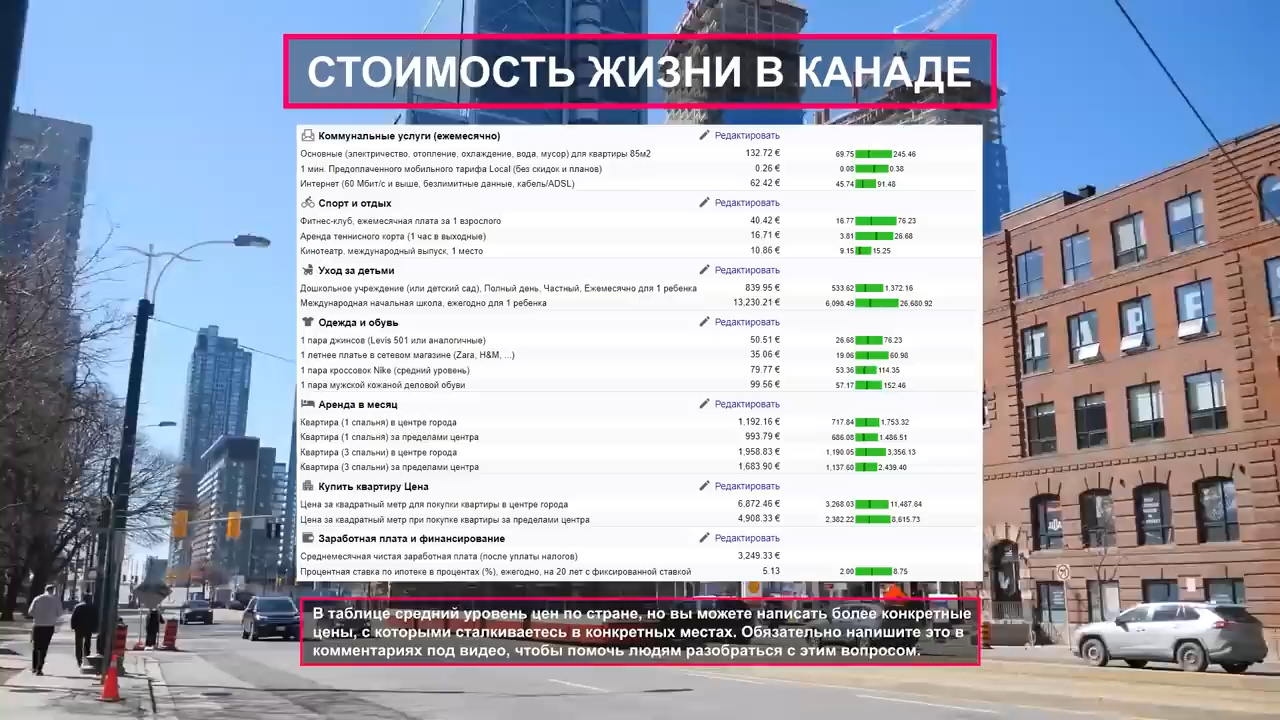 СТОИМОСТЬ ЖИЗНИ В КАНАДЕ
Коммунальные услуги (ежемесячно) Редактировать
Основные (электричество, отопление, охлаждение, вода, мусор) для квартиры 85м2 132.72 € 69.75 245.46
1 мин. Предоплаченного мобильного тарифа Local (без скидок и планов) 0.26 € 0.08 0.38
Интернет (60 Мбит/с и выше, безлимитные данные, кабель/ADSL) 62.42 € 45.74 91.48
Спорт и отдых Редактировать
Фитнес-клуб, ежемесячная плата за 1 взрослого 40.42 € 16.77 76.23
Аренда теннисного корта (1 час в выходные) 16.71 € 3.81 26.68
Кинотеатр, международный выпуск, 1 место 10.86 € 9.15 15.25
Уход за детьми Редактировать
Дошкольное учреждение (или детский сад), Полный день, Частный, Ежемесячно для 1 ребенка 839.95 € 533.62 1,372.16
Международная начальная школа, ежегодно для 1 ребенка 13,230.21 € 6,098.49 26,680.92
Одежда и обувь Редактировать
1 пара джинсов (Levis 501 или аналогичные) 50.51 € 26.68 76.23
1 летнее платье в сетевом магазине (Zara, H&M, ...) 35.06 € 19.06 60.98
1 пара кроссовок Nike (средний уровень) 79.77 € 53.36 114.35
1 пара мужской кожаной деловой обуви 99.56 € 57.17 152.46
Аренда в месяц Редактировать
Квартира (1 спальня) в центре города 1,192.16 € 717.84 1,753.32
Квартира (1 спальня) за пределами центра 993.79 € 686.08 1,486.51
Квартира (3 спальни) в центре города 1,958.83 € 1,190.05 3,356.13
Квартира (3 спальни) за пределами центра 1,683.90 € 1,137.60 2,439.40
Купить квартиру Цена Редактировать
Цена за квадратный метр для покупки квартиры в центре города 6,872.46 € 3,268.03 11,487.64
Цена за квадратный метр при покупке квартиры за пределами центра 4,908.33 € 2,382.22 8,615.73
Заработная плата и финансирование Редактировать
Среднемесячная чистая заработная плата (после уплаты налогов) 3,249.33 €
Процентная ставка по ипотеке в процентах (%), ежегодно, на 20 лет с фиксированной ставкой 5.13 2.00 8.75
В таблице средний уровень цен по стране, но вы можете написать более конкретные
цены, с которыми сталкиваетесь в конкретных местах. Обязательно напишите это в
комментариях под видео, чтобы помочь людям разобраться с этим вопросом.